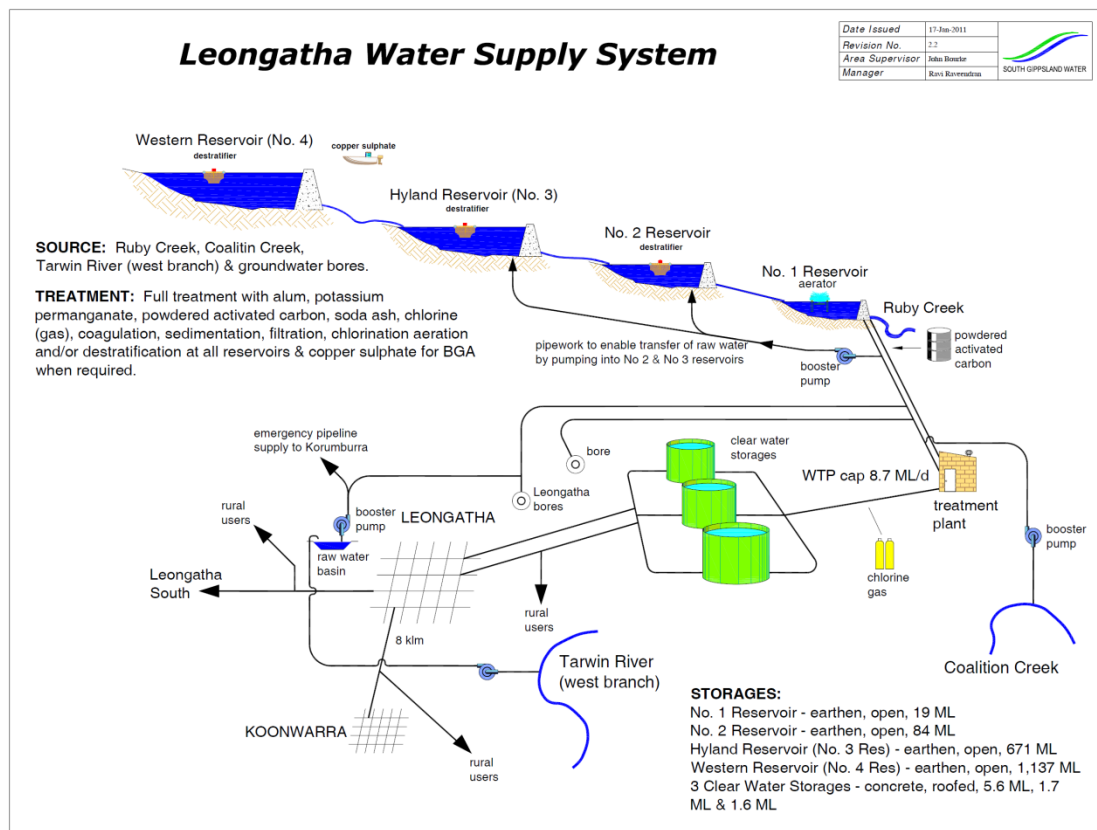 Leongatha Water Supply System
Date Issued 17-Jan-2011
Revision No. 2.2
Area Supervisor John Bourke
Manager Ravi Raveendran
SOUTH GIPPSLAND WATER
Western Reservoir (No. 4)
destratifier
copper sulphate
Hyland Reservoir (No. 3)
destratifier
No. 2 Reservoir
destratifier
No. 1 Reservoir
aerator
Ruby Creek
powdered
activated
carbon
SOURCE: Ruby Creek, Coalitin Creek,
Tarwin River (west branch) & groundwater bores.
TREATMENT: Full treatment with alum, potassium
permanganate, powdered activated carbon, soda ash, chlorine
(gas), coagulation, sedimentation, filtration, chlorination aeration
and/or destratification at all reservoirs & copper sulphate for BGA
when required.
pipework to enable transfer of raw water
by pumping into No 2 & No 3 reservoirs
booster
pump
emergency pipeline
supply to Korumburra
bore
clear water
storages
WTP cap 8.7 ML/d
treatment
plant
Leongatha
bores
rural
users
booster
pump
LEONGATHA
raw water
basin
booster
pump
chlorine
gas
Leongatha
South
rural
users
8 klm
Tarwin River
(west branch)
Coalition Creek
KOONWARRA
rural
users
STORAGES:
No. 1 Reservoir - earthen, open, 19 ML
No. 2 Reservoir - earthen, open, 84 ML
Hyland Reservoir (No. 3 Res) - earthen, open, 671 ML
Western Reservoir (No. 4 Res) - earthen, open, 1,137 ML
3 Clear Water Storages - concrete, roofed, 5.6 ML, 1.7
ML & 1.6 ML